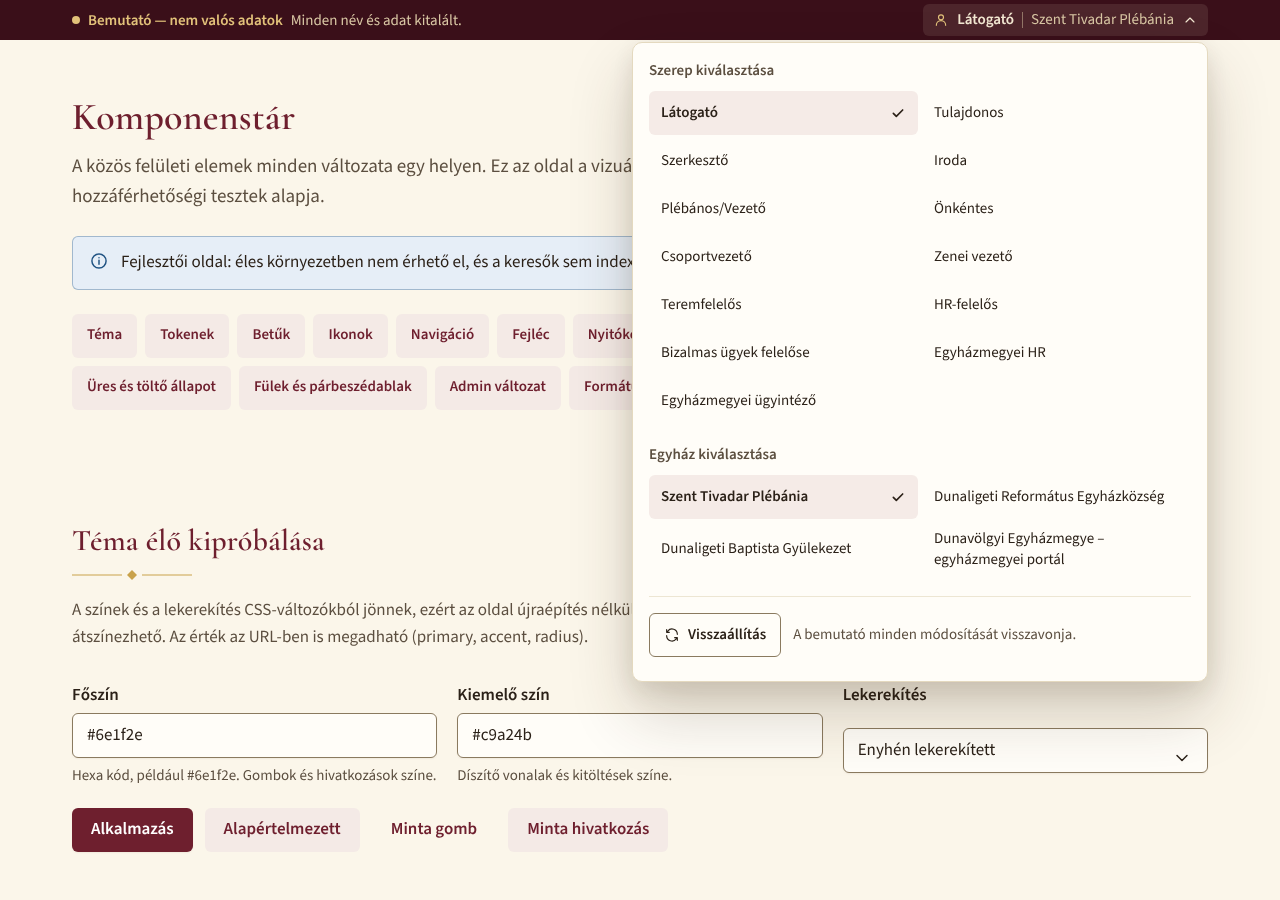 Bemutató — nem valós adatok Minden név és adat kitalált.
Látogató Szent Tivadar Plébánia
Komponenstár
A közös felületi elemek minden változata egy helyen. Ez az oldal a
hozzáférhetőségi tesztek alapja.
Fejlesztői oldal: éles környezetben nem érhető el, és a keresők sem
Téma Tokenek Betűk Ikonok Navigáció Fejléc
Üres és töltő állapot Fülek és párbeszédablak Admin változat
Szerep kiválasztása
Látogató Tulajdonos
Szerkesztő Iroda
Plébános/Vezető Önkéntes
Csoportvezető Zenei vezető
Teremfelelős HR-felelős
Bizalmas ügyek felelőse Egyházmegyei HR
Egyházmegyei ügyintéző
Egyház kiválasztása
Szent Tivadar Plébánia Dunaligeti Református Egyházközség
Dunaligeti Baptista Gyülekezet Dunavölgyi Egyházmegye –
egyházmegyei portál
Visszaállítás A bemutató minden módosítását visszavonja.
Téma élő kipróbálása
A színek és a lekerekítés CSS-változókból jönnek, ezért az oldal újraépítés
átszínezhető. Az érték az URL-ben is megadható (primary, accent, radius).
Főszín Kiemelő szín Lekerekítés
#6e1f2e #c9a24b Enyhén lekerekített
Hexa kód, például #6e1f2e. Gombok és hivatkozások színe. Díszítő vonalak és kitöltések színe.
Alkalmazás Alapértelmezett Minta gomb Minta hivatkozás